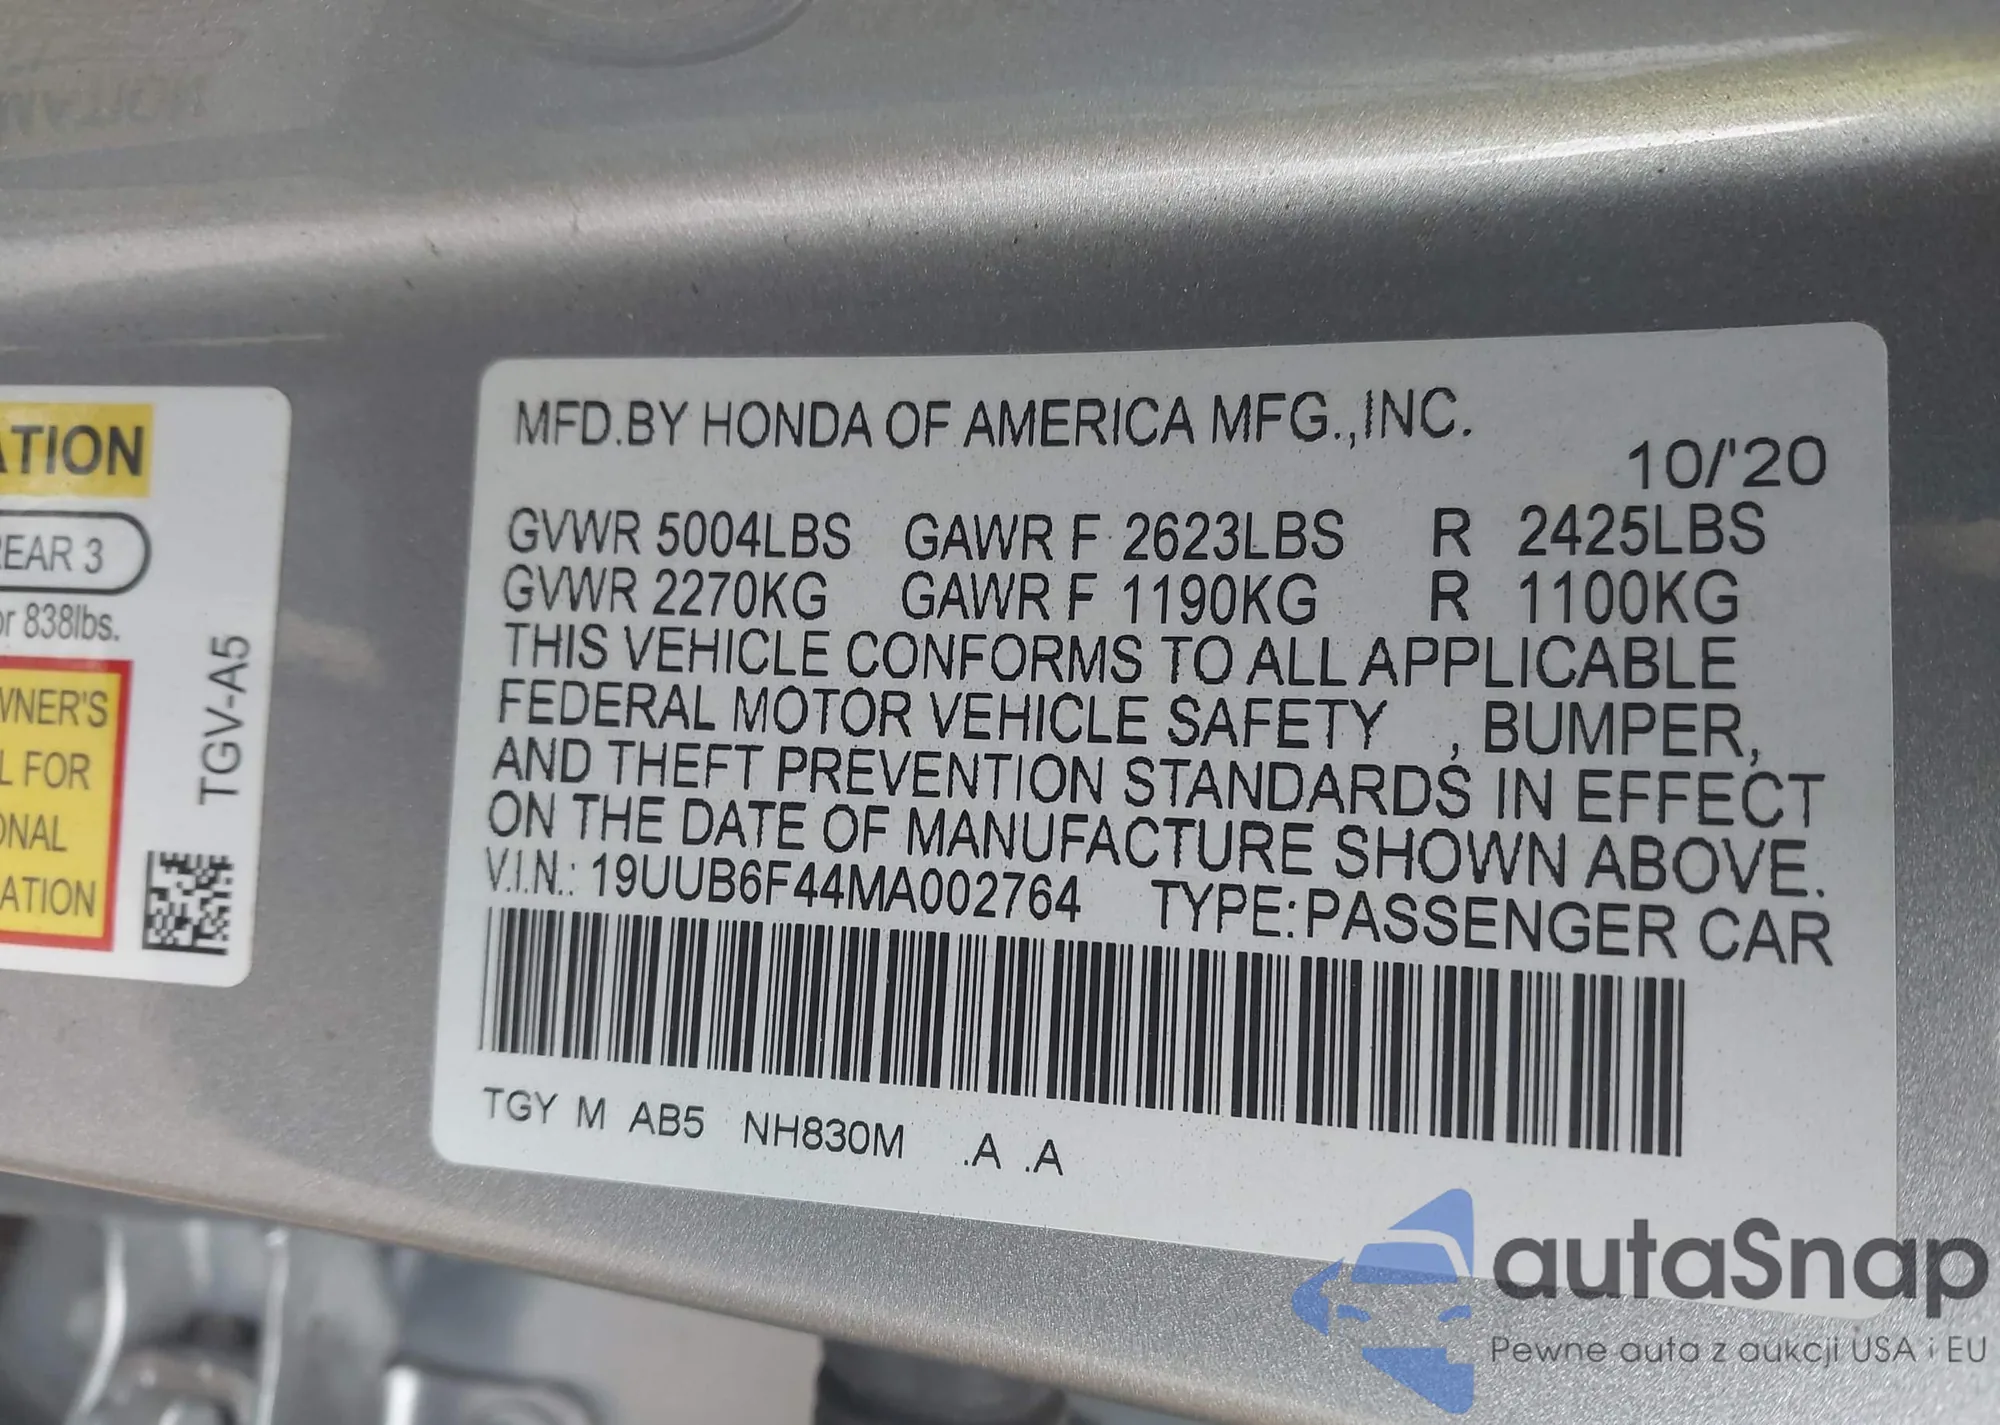 ATION
REAR 3
or 838lbs.
WNER'S
L FOR
ONAL
ATION
TGV-A5
MFD.BY HONDA OF AMERICA MFG.,INC.
10/'20
GVWR 5004LBS GAWR F 2623LBS R 2425LBS
GVWR 2270KG GAWR F 1190KG R 1100KG
THIS VEHICLE CONFORMS TO ALL APPLICABLE
FEDERAL MOTOR VEHICLE SAFETY , BUMPER,
AND THEFT PREVENTION STANDARDS IN EFFECT
ON THE DATE OF MANUFACTURE SHOWN ABOVE.
V.I.N.: 19UUB6F44MA002764 TYPE:PASSENGER CAR
TGY M AB5 NH830M .A .A
autaSnap
Pewne auta z aukcji USA i EU